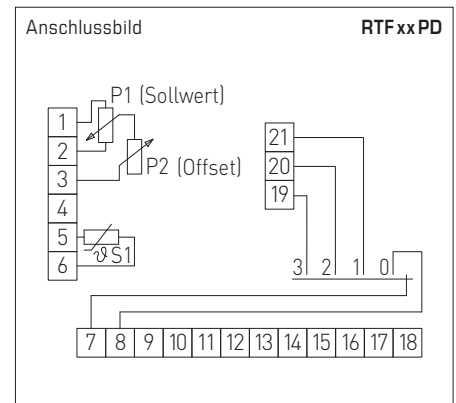 Anschlussbild RTF xx PD
P1 (Sollwert)
1
2
3
4
5
6
P2 (Offset)
ϑ S1
21
20
19
3 2 1 0
7 8 9 10 11 12 13 14 15 16 17 18